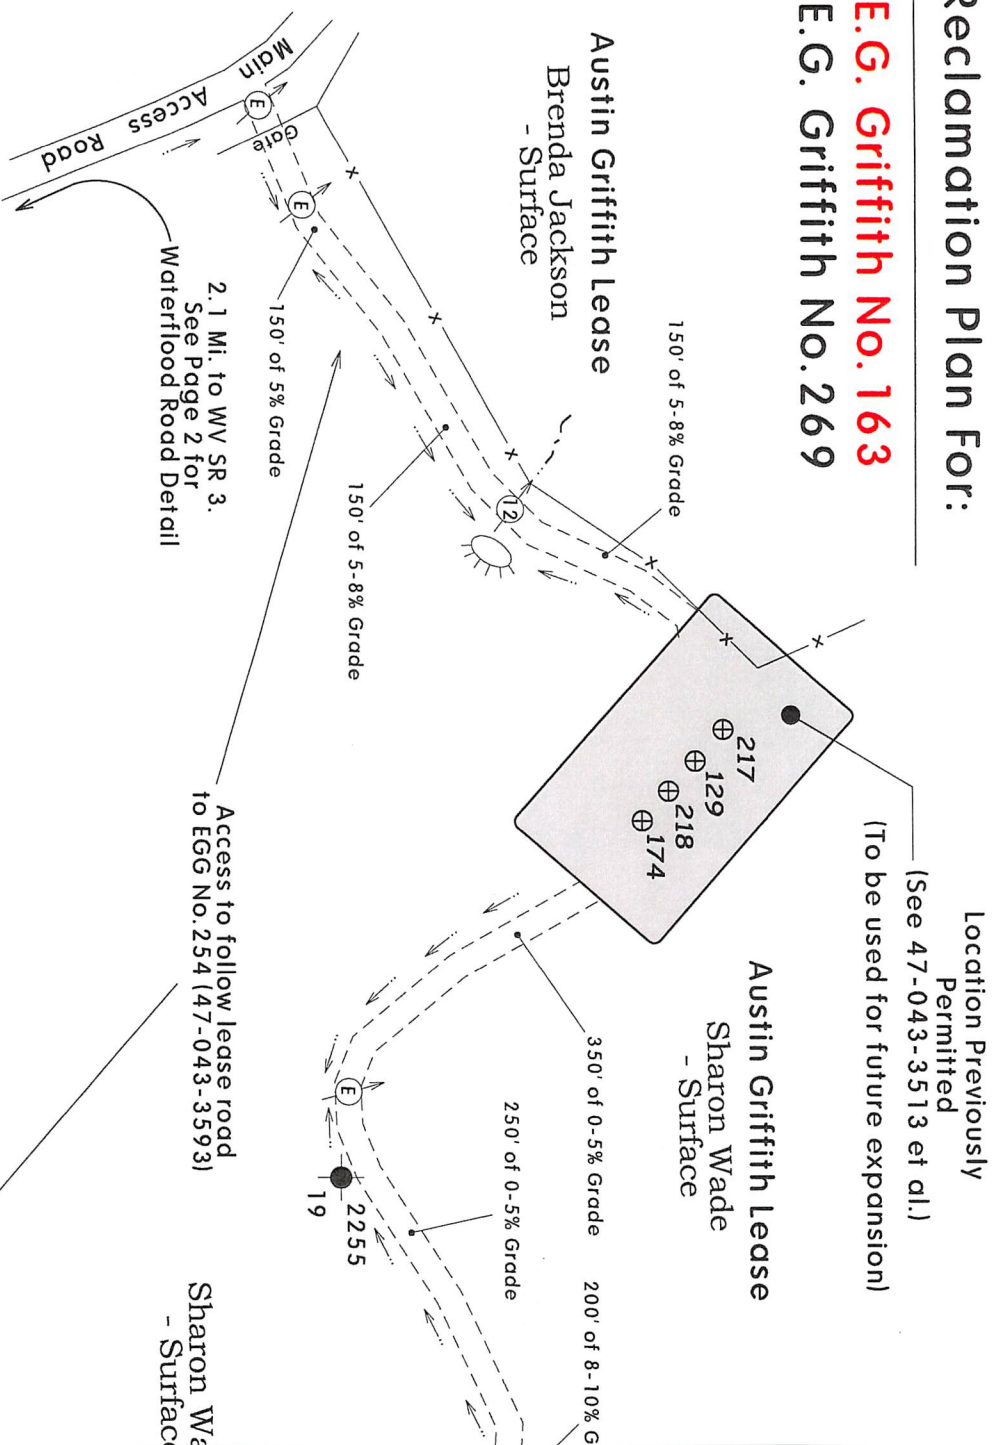 Reclamation Plan For:
E.G. Griffith No. 163
E.G. Griffith No.269
Location Previously
Permitted
(See 47-043-3513 et al.)
(To be used for future expansion)
Austin Griffith Lease
Brenda Jackson
- Surface
150' of 5-8% Grade
217
129
218
174
Austin Griffith Lease
Sharon Wade
- Surface
Main Access Road
Gate
E
E
12
150' of 5% Grade
150' of 5-8% Grade
350' of 0-5% Grade
250' of 0-5% Grade
200' of 8-10% G
E
2255
19
2.1 Mi. to WV SR 3.
See Page 2 for
Waterflood Road Detail
Access to follow lease road
to EGG No.254 (47-043-3593)
Sharon Wa
- Surface